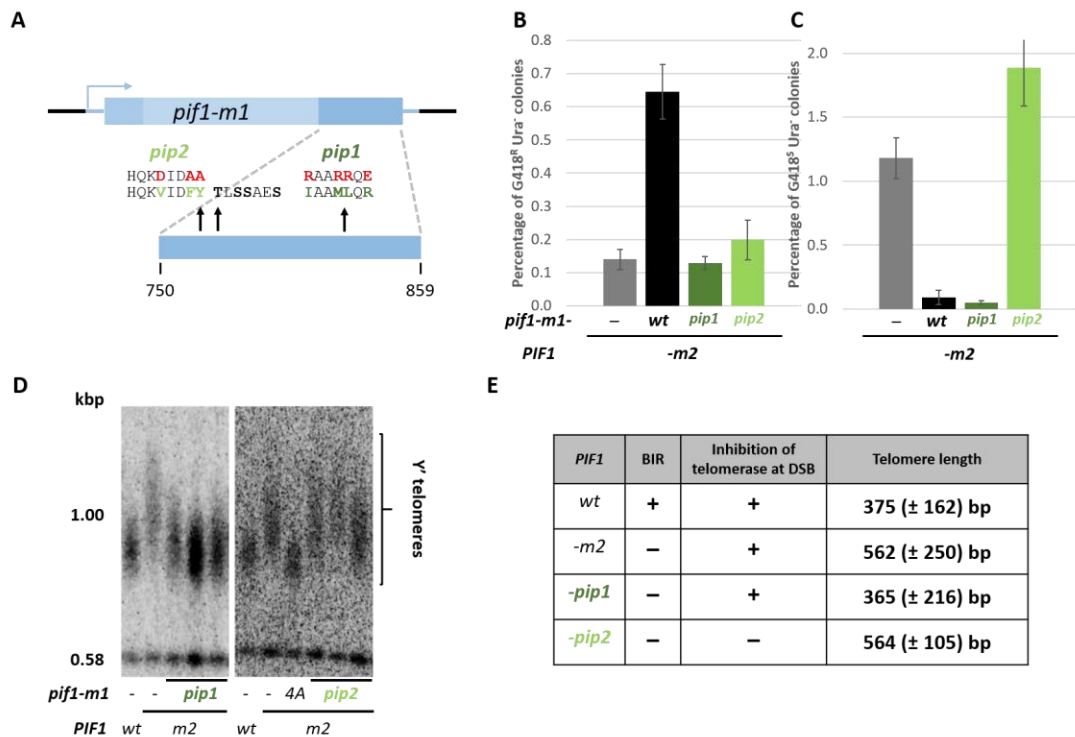 A
pif1-m1
pip2 pip1
HQKDIDAA RAARRQE
HQKVIDFY TLSSAES IAAMLQR
750 859
B
Percentage of G418R Ura- colonies
0.8
0.7
0.6
0.5
0.4
0.3
0.2
0.1
0.0
pif1-m1- – wt pip1 pip2
PIF1 -m2
C
Percentage of G418S Ura- colonies
2.0
1.5
1.0
0.5
0.0
– wt pip1 pip2
-m2
D
kbp
1.00
0.58
Y' telomeres
pif1-m1 - - pip1 - - 4A pip2
PIF1 wt m2 wt m2
E
PIF1 BIR Inhibition of telomerase at DSB Telomere length
wt + + 375 (± 162) bp
-m2 – + 562 (± 250) bp
-pip1 – + 365 (± 216) bp
-pip2 – – 564 (± 105) bp